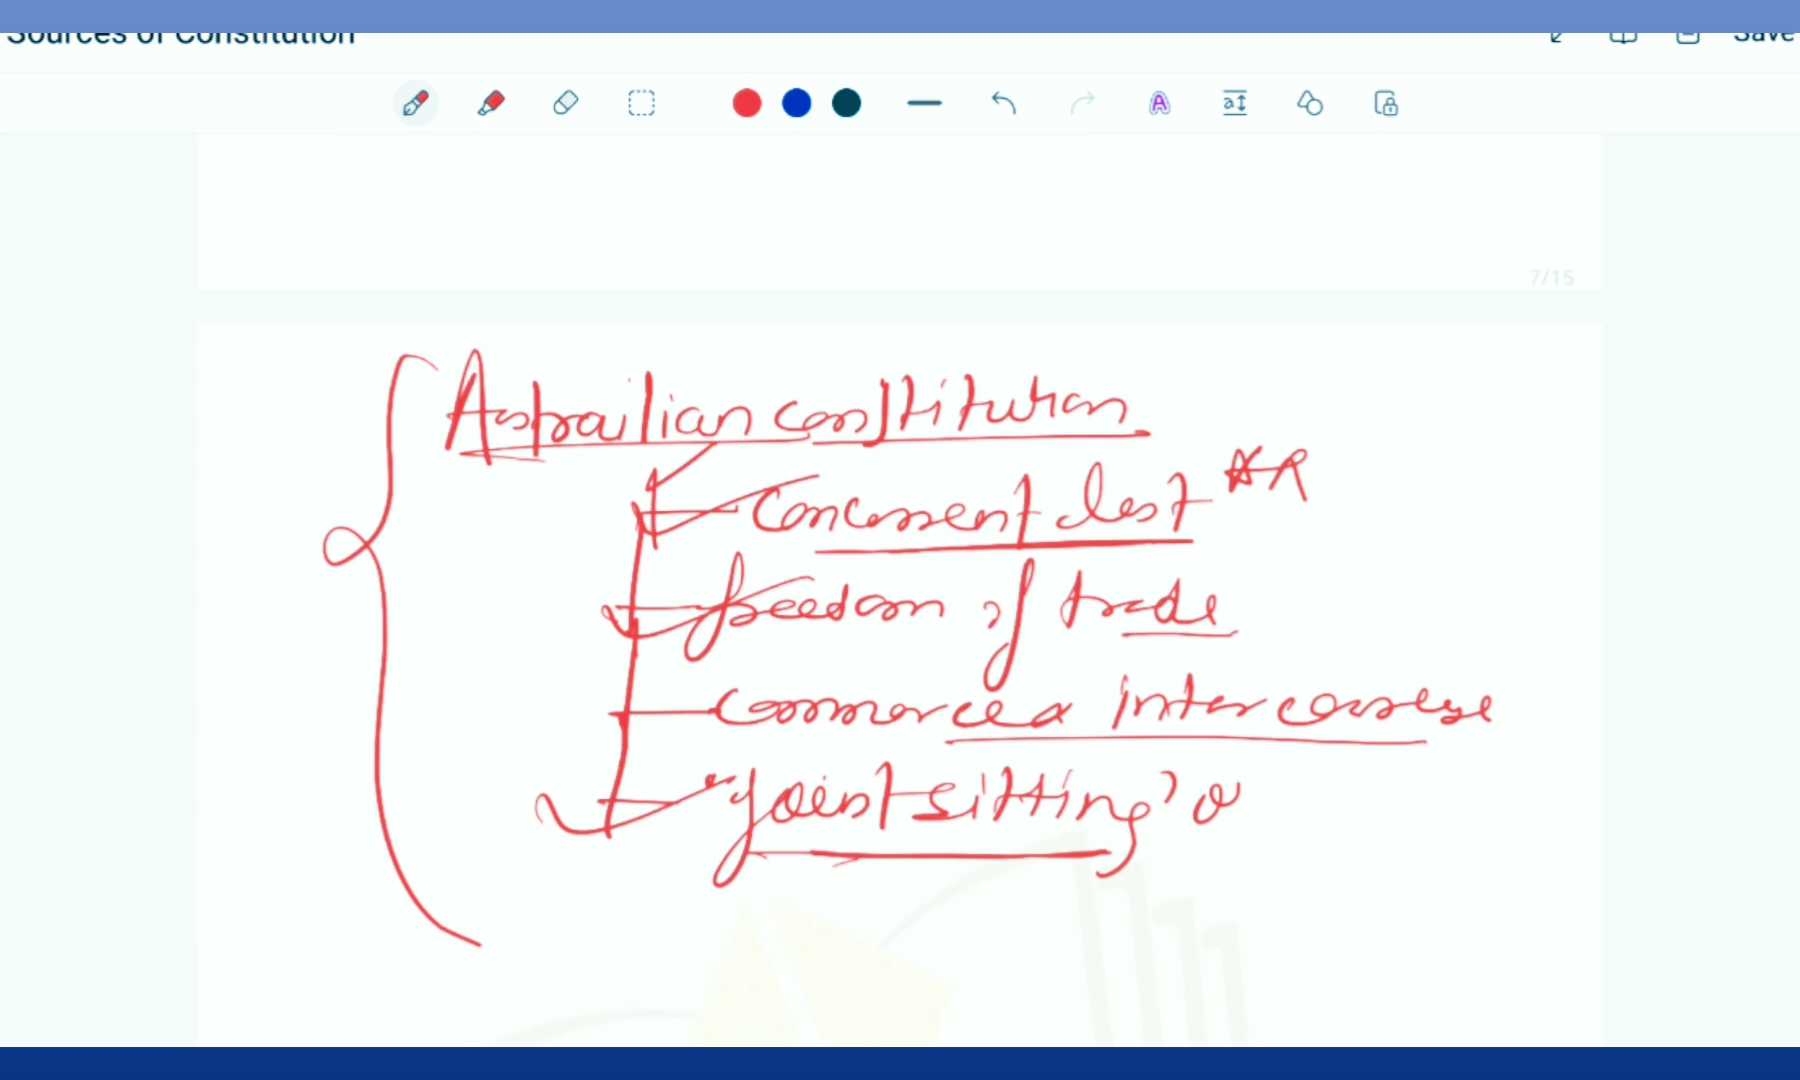 Sources of Constitution
Save
7/15
Astrailian constitution
Concurrent list *R
freedom of trade
Commerce & intercourse
"joint sitting"